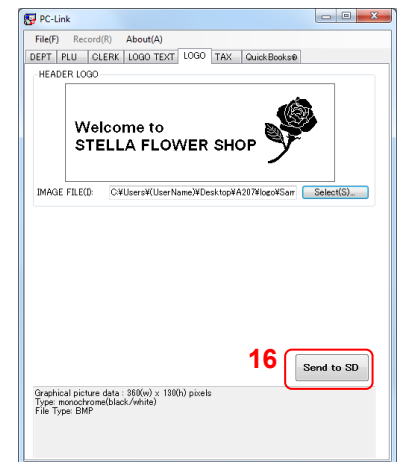 PC-Link
File(F) Record(R) About(A)
DEPT PLU CLERK LOGO TEXT LOGO TAX QuickBooks®
HEADER LOGO
Welcome to
STELLA FLOWER SHOP
IMAGE FILE(I): C:¥Users¥(UserName)¥Desktop¥A207¥logo¥Sam Select(S)...
16
Send to SD
Graphical picture data : 360(w) x 130(h) pixels
Type: monochrome(black/white)
File Type: BMP